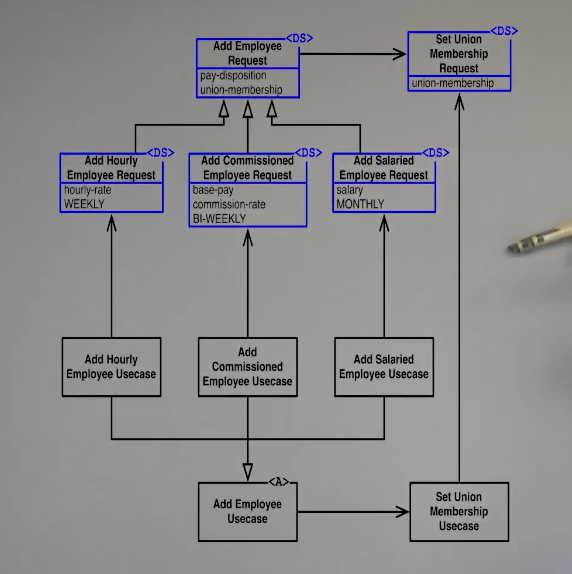 <DS>
Add Employee
Request
pay-disposition
union-membership
<DS>
Set Union
Membership
Request
union-membership
<DS>
Add Hourly
Employee Request
hourly-rate
WEEKLY
<DS>
Add Commissioned
Employee Request
base-pay
commission-rate
BI-WEEKLY
<DS>
Add Salaried
Employee Request
salary
MONTHLY
Add Hourly
Employee Usecase
Add
Commissioned
Employee Usecase
Add Salaried
Employee Usecase
<A>
Add Employee
Usecase
Set Union
Membership
Usecase